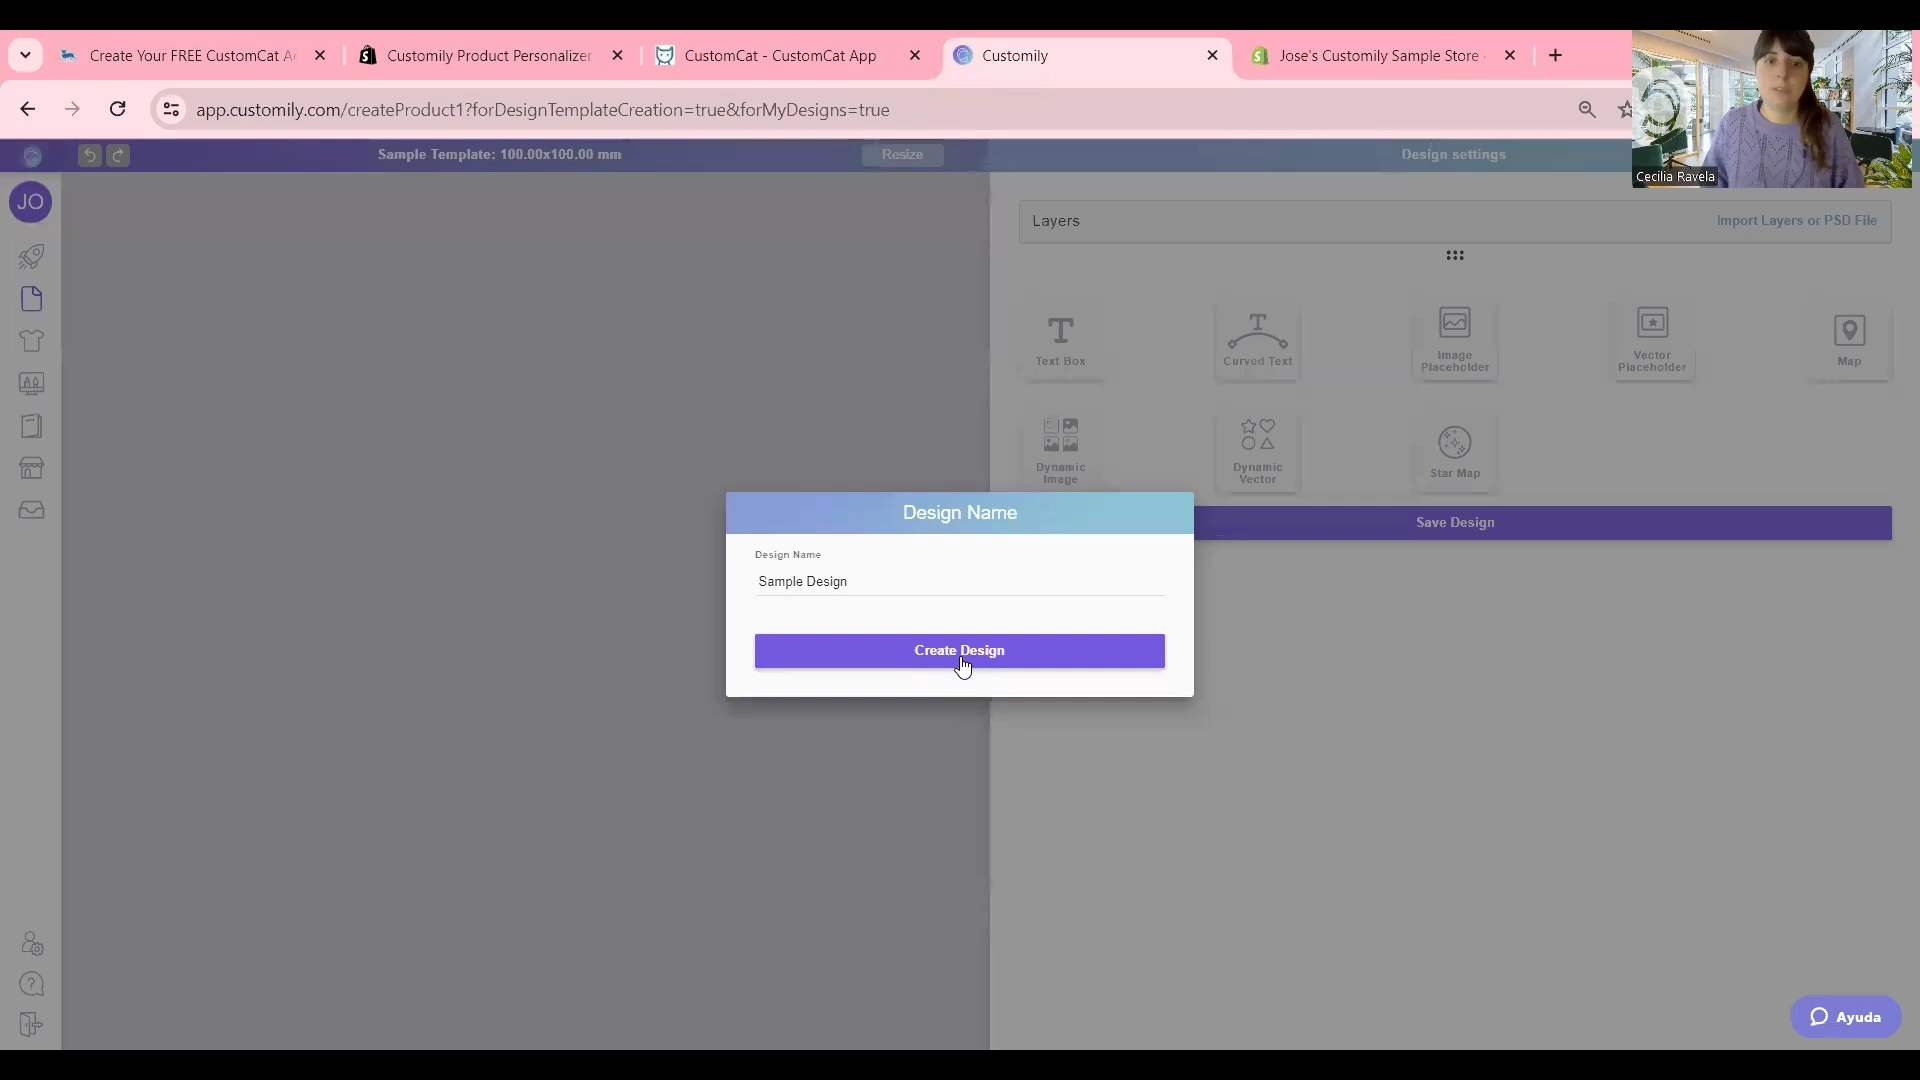 Create Your FREE CustomCat A
Customily Product Personalizer
CustomCat - CustomCat App
Customily
Jose's Customily Sample Store
app.customily.com/createProduct1?forDesignTemplateCreation=true&forMyDesigns=true
Cecilia Ravela
Sample Template: 100.00x100.00 mm
Resize
Design settings
JO
Layers
Import Layers or PSD File
Text Box
Curved Text
Image
Placeholder
Vector
Placeholder
Map
Dynamic
Image
Dynamic
Vector
Star Map
Save Design
Design Name
Design Name
Sample Design
Create Design
Ayuda